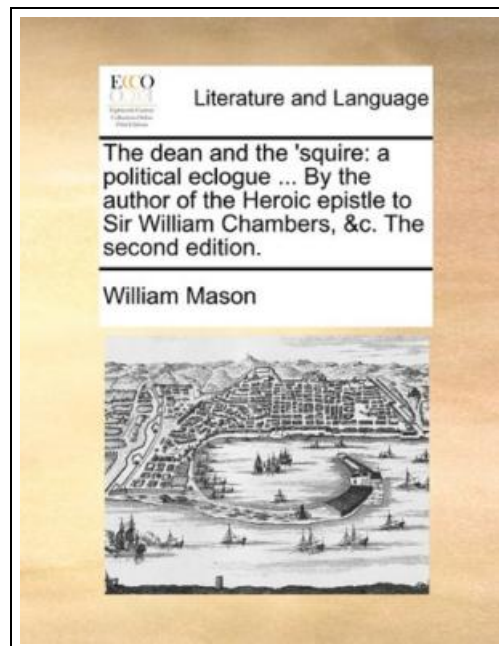 ECCO
Literature and Language
The dean and the 'squire: a
political eclogue ... By the
author of the Heroic epistle to
Sir William Chambers, &c. The
second edition.
William Mason